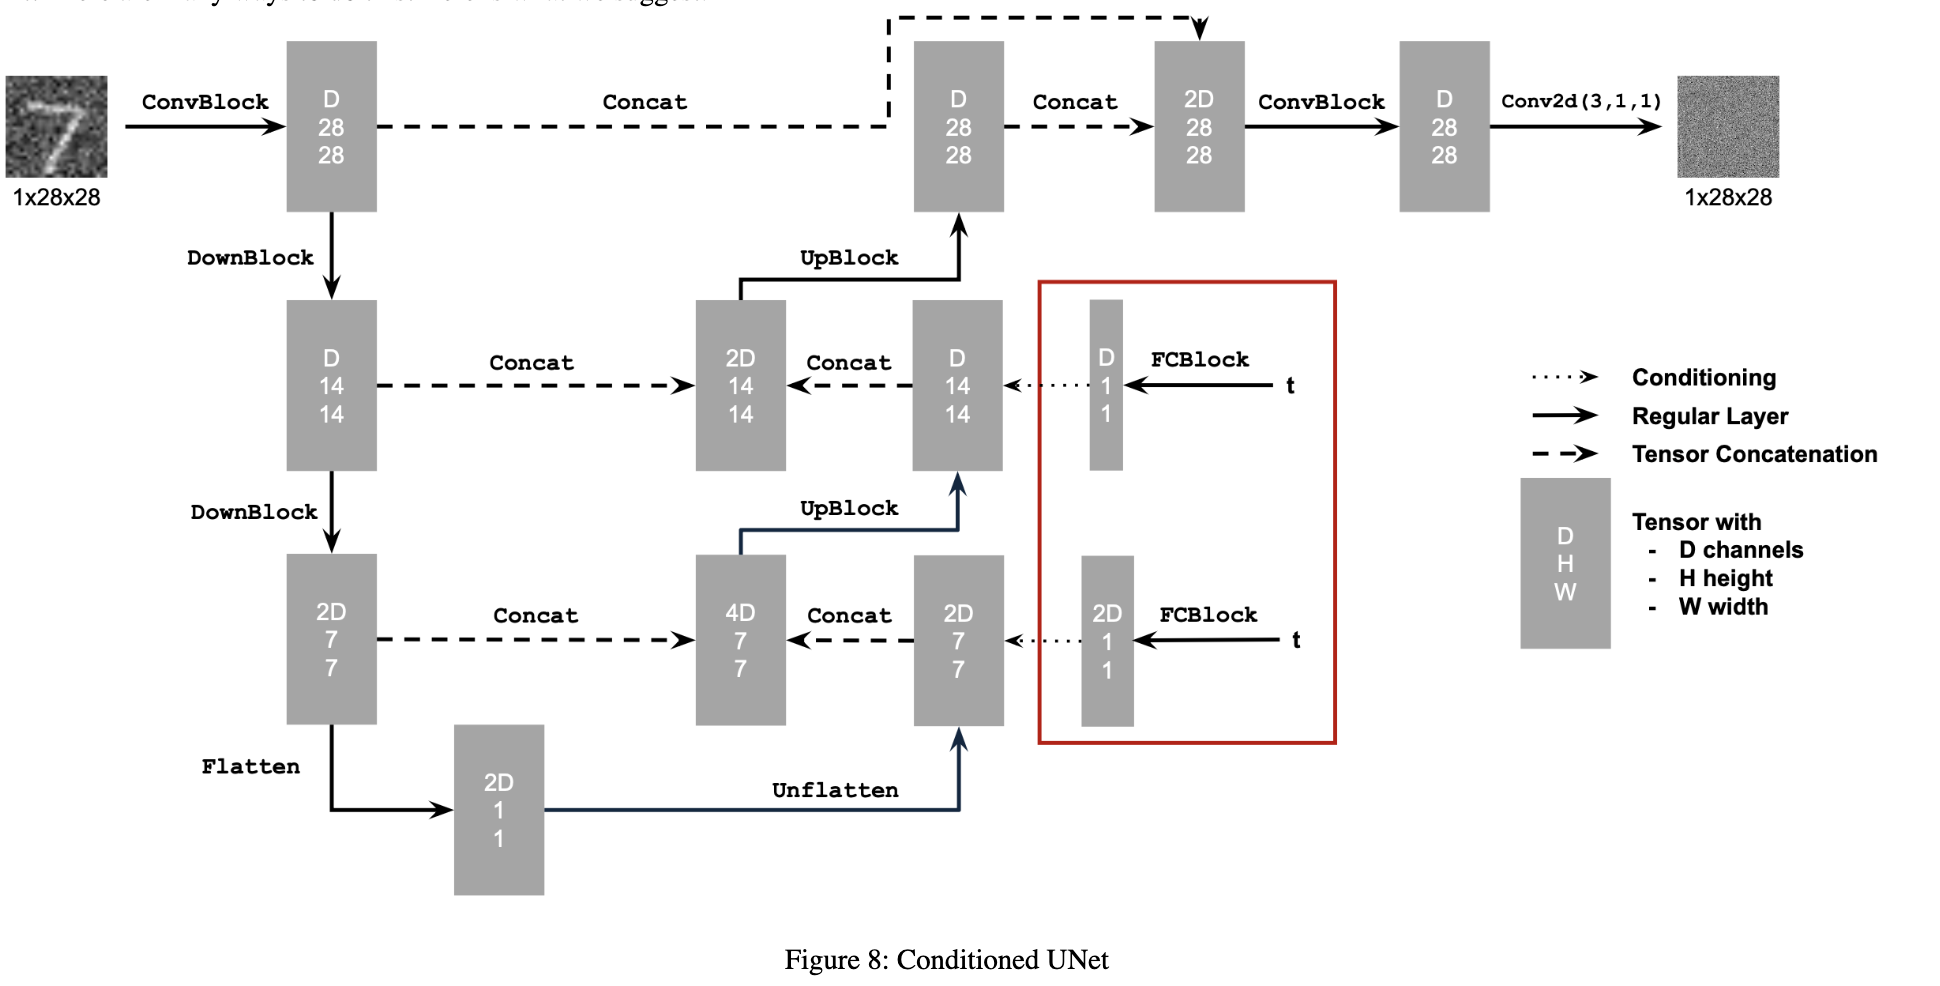 ConvBlock
D
28
28
Concat
D
28
28
Concat
2D
28
28
ConvBlock
D
28
28
Conv2d(3,1,1)
1x28x28
1x28x28
DownBlock
UpBlock
D
14
14
Concat
2D
14
14
Concat
D
14
14
D
1
1
FCBlock
t
DownBlock
UpBlock
2D
7
7
Concat
4D
7
7
Concat
2D
7
7
2D
1
1
FCBlock
t
Flatten
2D
1
1
Unflatten
Conditioning
Regular Layer
Tensor Concatenation
D
H
W
Tensor with
- D channels
- H height
- W width
Figure 8: Conditioned UNet